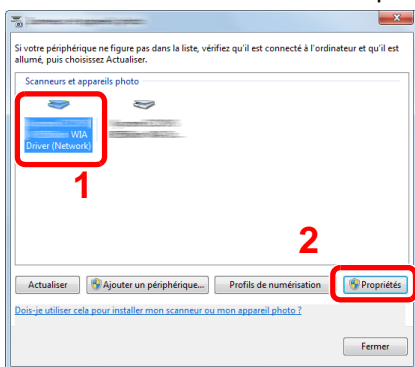 Si votre périphérique ne figure pas dans la liste, vérifiez qu'il est connecté à l'ordinateur et qu'il est
allumé, puis choisissez Actualiser.
Scanneurs et appareils photo
WIA
Driver (Network)
1
2
Actualiser
Ajouter un périphérique...
Profils de numérisation
Propriétés
Dois-je utiliser cela pour installer mon scanneur ou mon appareil photo ?
Fermer